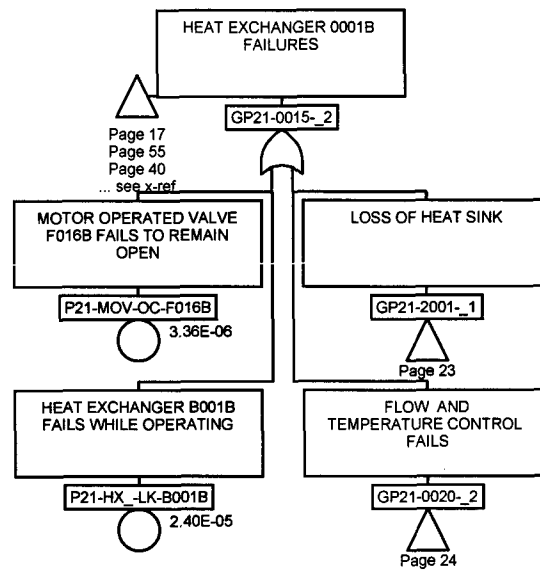 HEAT EXCHANGER 0001B
FAILURES
GP21-0015-_2
Page 17
Page 55
Page 40
... see x-ref
MOTOR OPERATED VALVE
F016B FAILS TO REMAIN
OPEN
P21-MOV-OC-F016B
3.36E-06
LOSS OF HEAT SINK
GP21-2001-_1
Page 23
HEAT EXCHANGER B001B
FAILS WHILE OPERATING
P21-HX_-LK-B001B
2.40E-05
FLOW AND
TEMPERATURE CONTROL
FAILS
GP21-0020-_2
Page 24